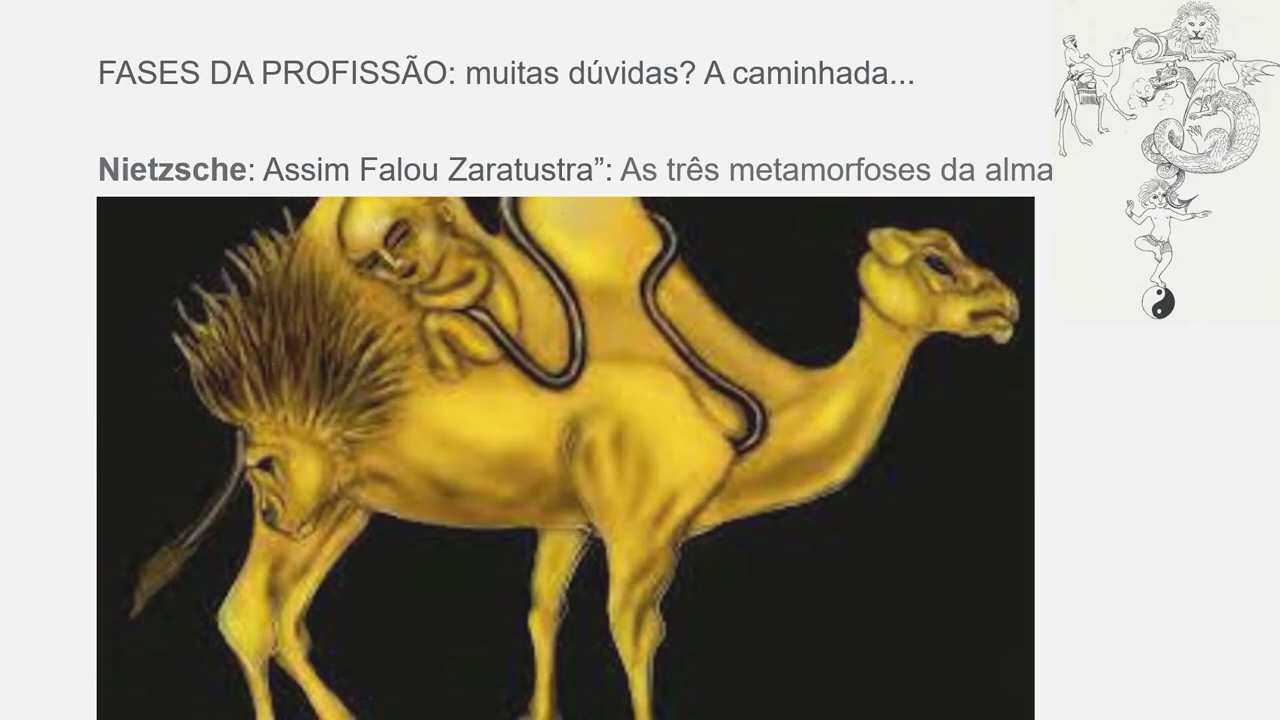 FASES DA PROFISSÃO: muitas dúvidas? A caminhada...
Nietzsche: Assim Falou Zaratustra”: As três metamorfoses da alma